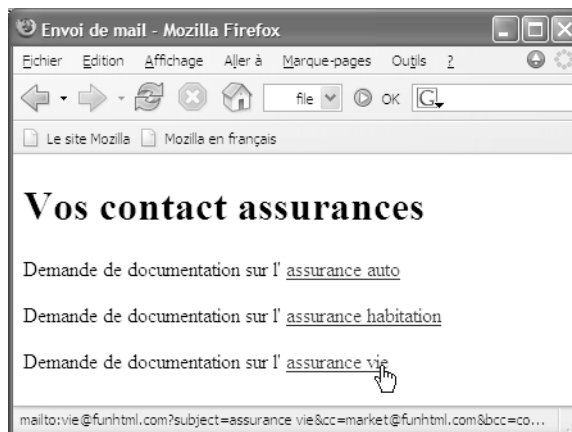 Envoi de mail - Mozilla Firefox
Fichier Edition Affichage Aller à Marque-pages Outils ?
file OK G
Le site Mozilla Mozilla en français
Vos contact assurances
Demande de documentation sur l' assurance auto
Demande de documentation sur l' assurance habitation
Demande de documentation sur l' assurance vie
mailto:vie@funhtml.com?subject=assurance vie&cc=market@funhtml.com&bcc=co...